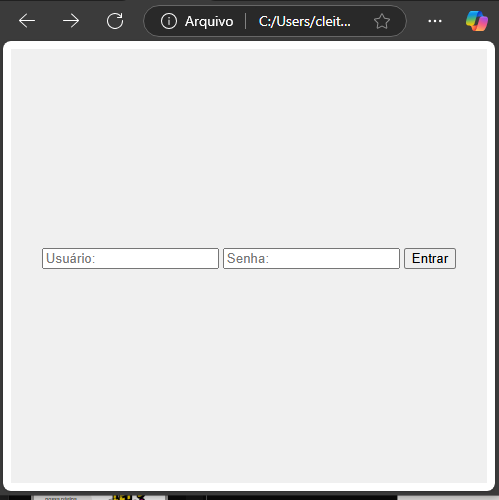 Arquivo C:/Users/cleit...
Usuário: Senha: Entrar